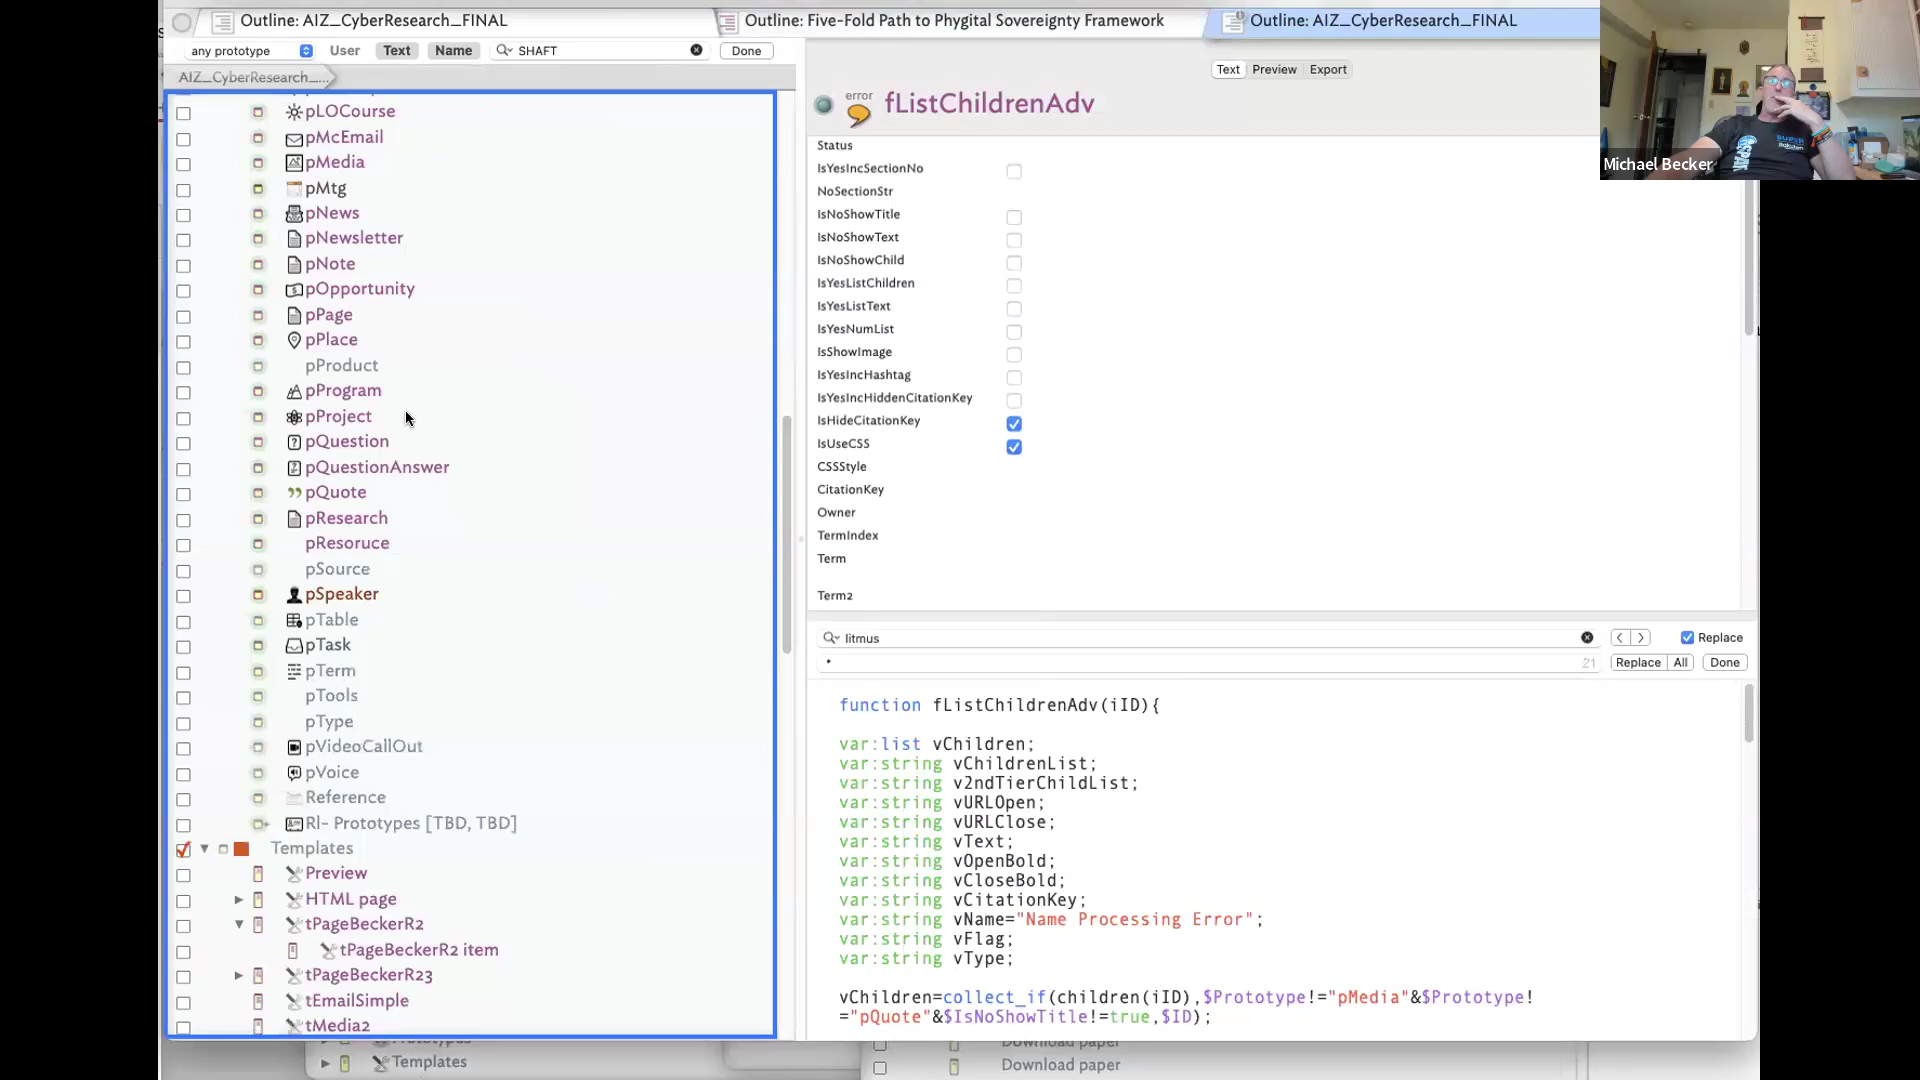 Outline: AIZ_CyberResearch_FINAL
Outline: Five-Fold Path to Phygital Sovereignty Framework
Outline: AIZ_CyberResearch_FINAL
any prototype User Text Name SHAFT Done
AIZ_CyberResearch_...
pLOCourse
pMcEmail
pMedia
pMtg
pNews
pNewsletter
pNote
pOpportunity
pPage
pPlace
pProduct
pProgram
pProject
pQuestion
pQuestionAnswer
pQuote
pResearch
pResoruce
pSource
pSpeaker
pTable
pTask
pTerm
pTools
pType
pVideoCallOut
pVoice
Reference
Rl- Prototypes [TBD, TBD]
Templates
Preview
HTML page
tPageBeckerR2
tPageBeckerR2 item
tPageBeckerR23
tEmailSimple
tMedia2
Prototypes
Templates
Text Preview Export
error
fListChildrenAdv
Status
IsYesIncSectionNo
NoSectionStr
IsNoShowTitle
IsNoShowText
IsNoShowChild
IsYesListChildren
IsYesListText
IsYesNumList
IsShowImage
IsYesIncHashtag
IsYesIncHiddenCitationKey
IsHideCitationKey
IsUseCSS
CSSStyle
CitationKey
Owner
TermIndex
Term
Term2
litmus Replace
* 21 Replace All Done
function fListChildrenAdv(iID){
var:list vChildren;
var:string vChildrenList;
var:string v2ndTierChildList;
var:string vURLOpen;
var:string vURLClose;
var:string vText;
var:string vOpenBold;
var:string vCloseBold;
var:string vCitationKey;
var:string vName="Name Processing Error";
var:string vFlag;
var:string vType;
vChildren=collect_if(children(iID),$Prototype!="pMedia"&$Prototype!
="pQuote"&$IsNoShowTitle!=true,$ID);
Download paper
Download paper
Michael Becker
SUPER